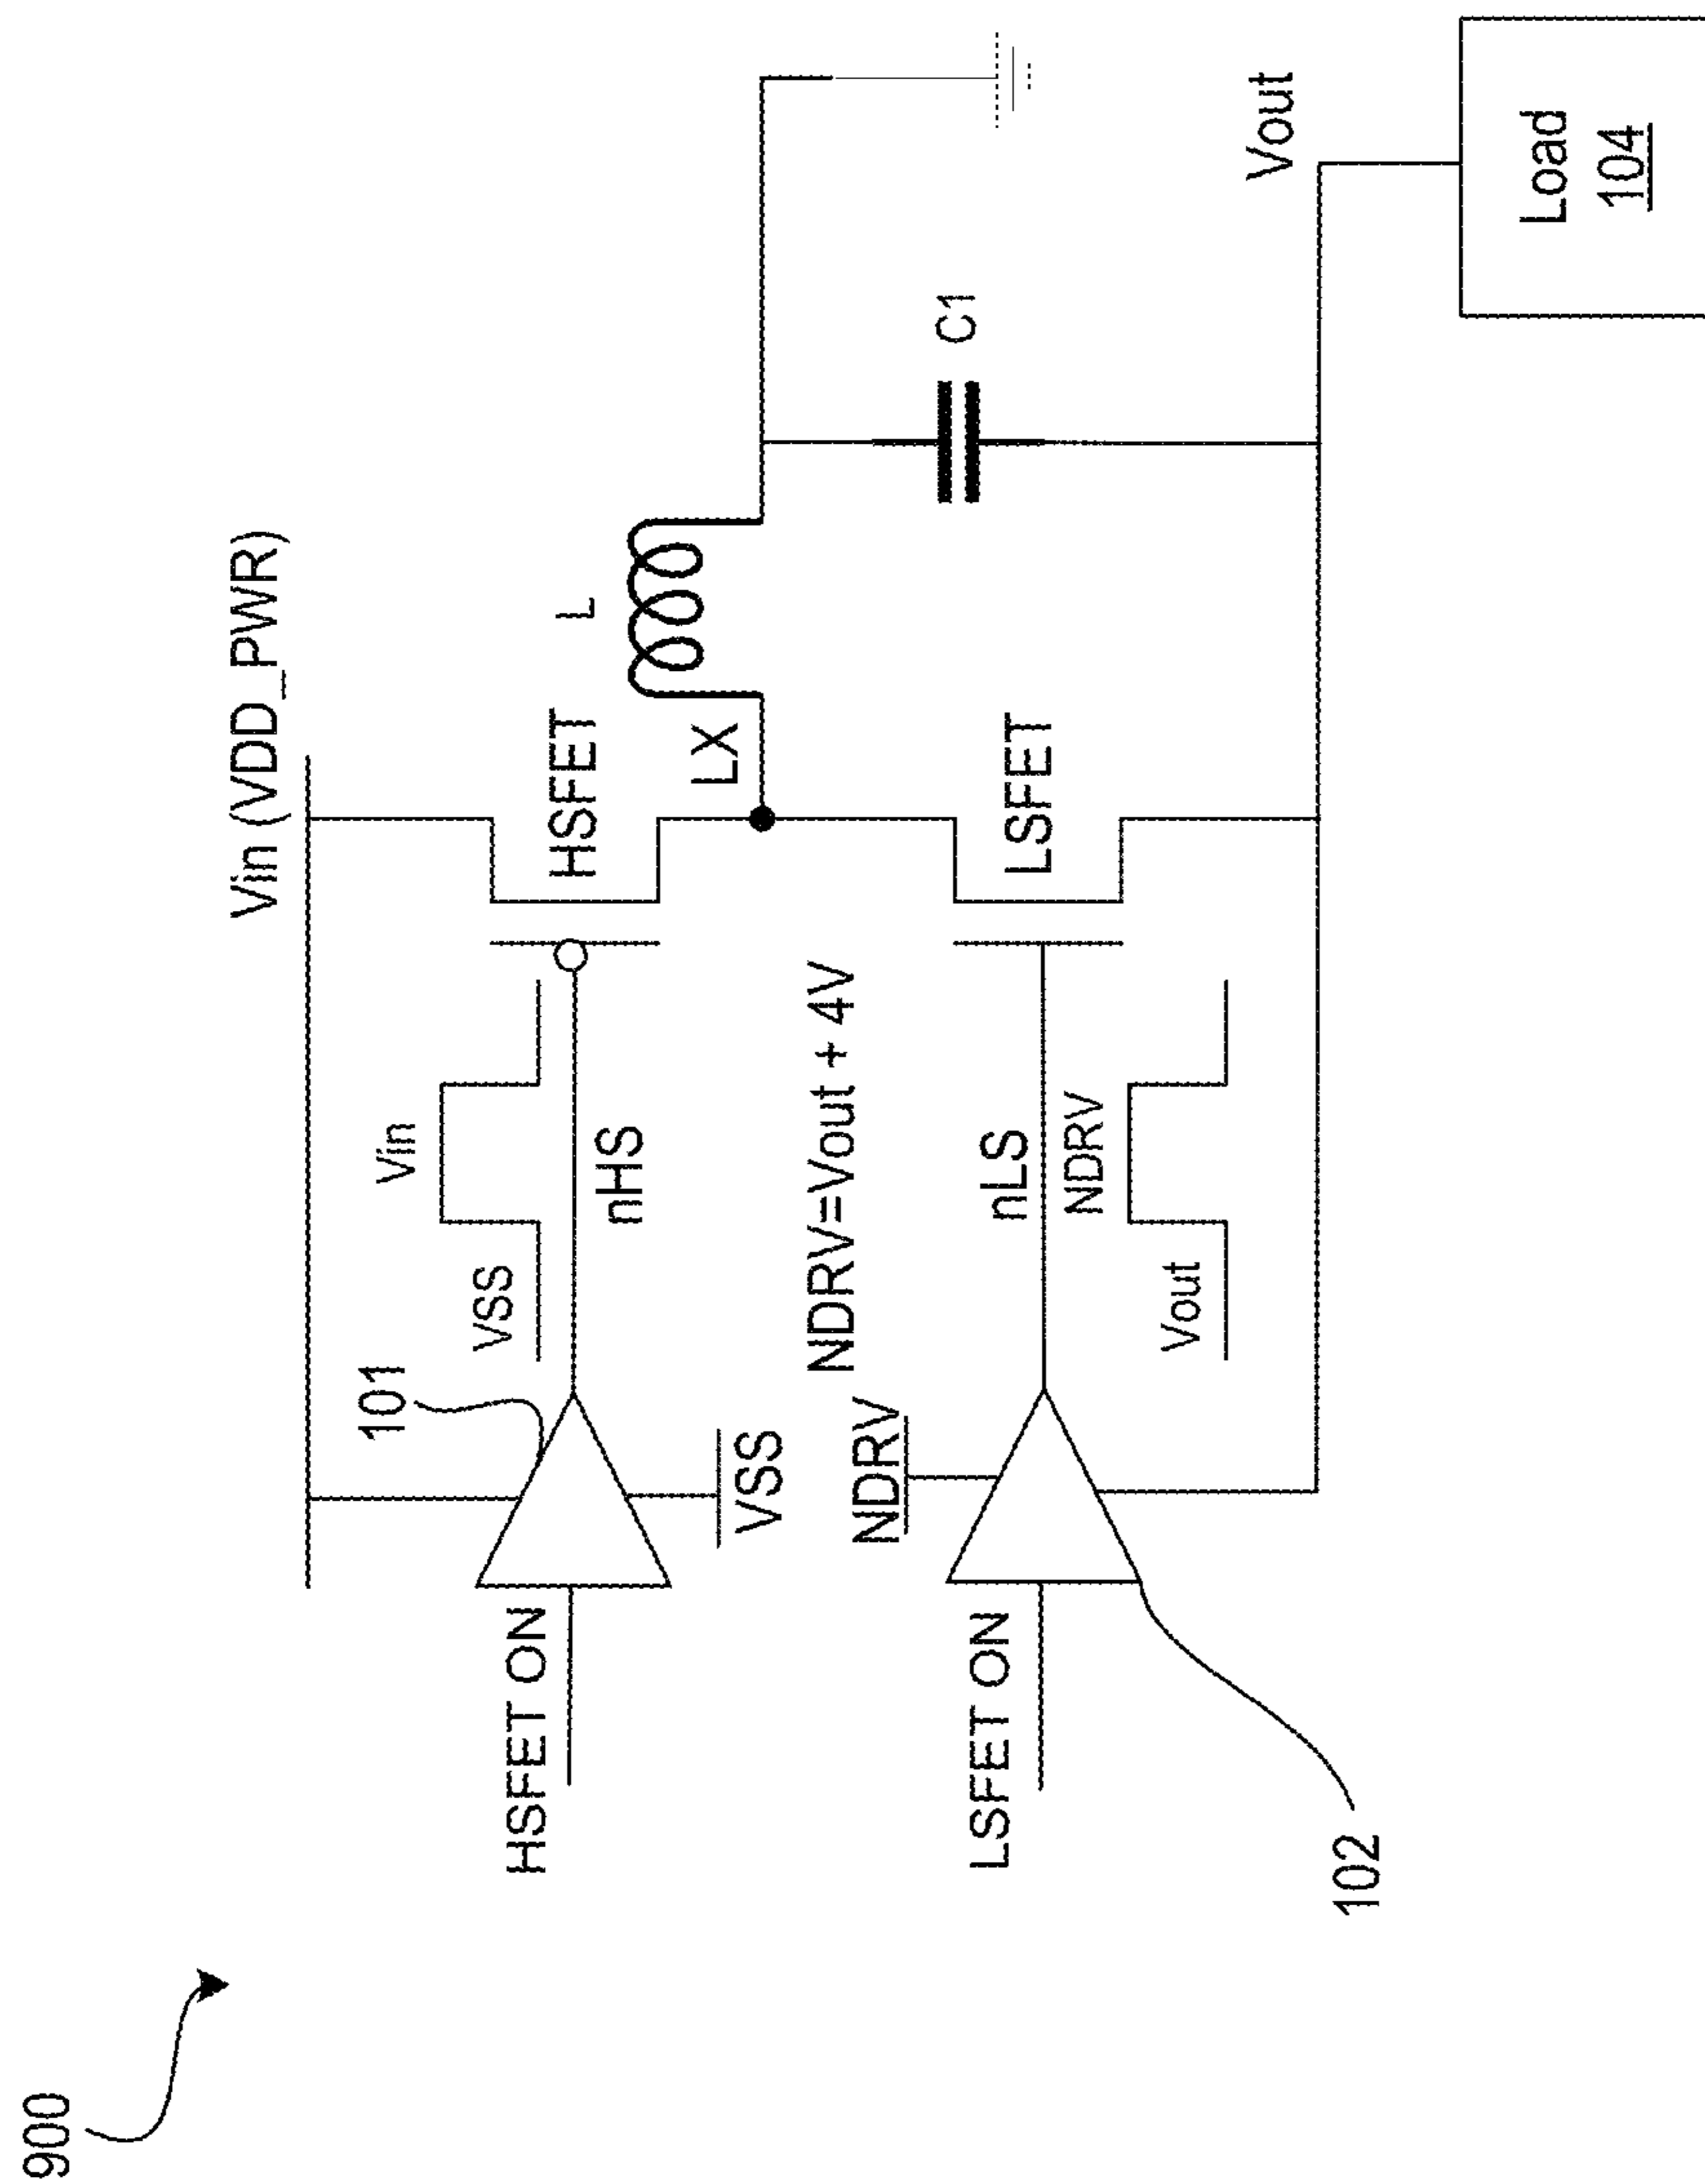 900
Vin (VDD_PWR)
101
VSS
Vin
HSFET ON
HSFET
L
nHS
LX
VSS
NDRV=Vout + 4V
NDRV
C1
LSFET ON
nLS
LSFET
NDRV
Vout
Vout
102
Load
104